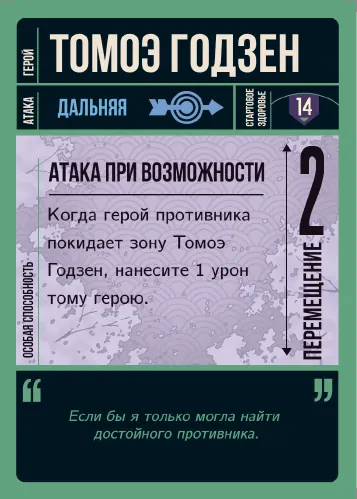 ГЕРОЙ
ТОМОЭ ГОДЗЕН
АТАКА
ДАЛЬНЯЯ
СТАРТОВОЕ
ЗДОРОВЬЕ
14
ОСОБАЯ СПОСОБНОСТЬ
АТАКА ПРИ ВОЗМОЖНОСТИ
Когда герой противника
покидает зону Томоэ
Годзен, нанесите 1 урон
тому герою.
2
ПЕРЕМЕЩЕНИЕ
“
”
Если бы я только могла найти
достойного противника.